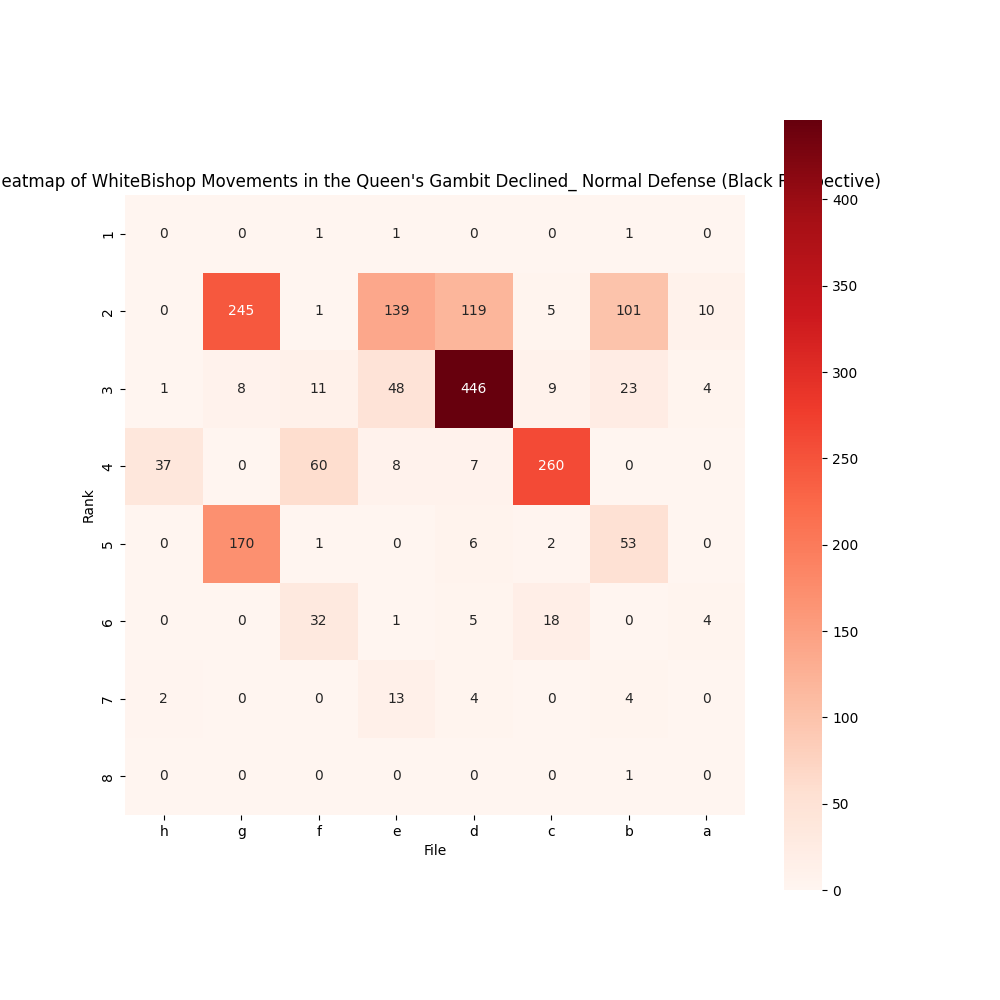 eatmap of WhiteBishop Movements in the Queen's Gambit Declined_ Normal Defense (Black Perspective)
1 0 0 1 1 0 0 1 0
2 0 245 1 139 119 5 101 10
3 1 8 11 48 446 9 23 4
4 37 0 60 8 7 260 0 0
5 0 170 1 0 6 2 53 0
6 0 0 32 1 5 18 0 4
7 2 0 0 13 4 0 4 0
8 0 0 0 0 0 0 1 0
h g f e d c b a
File
Rank
400
350
300
250
200
150
100
50
0